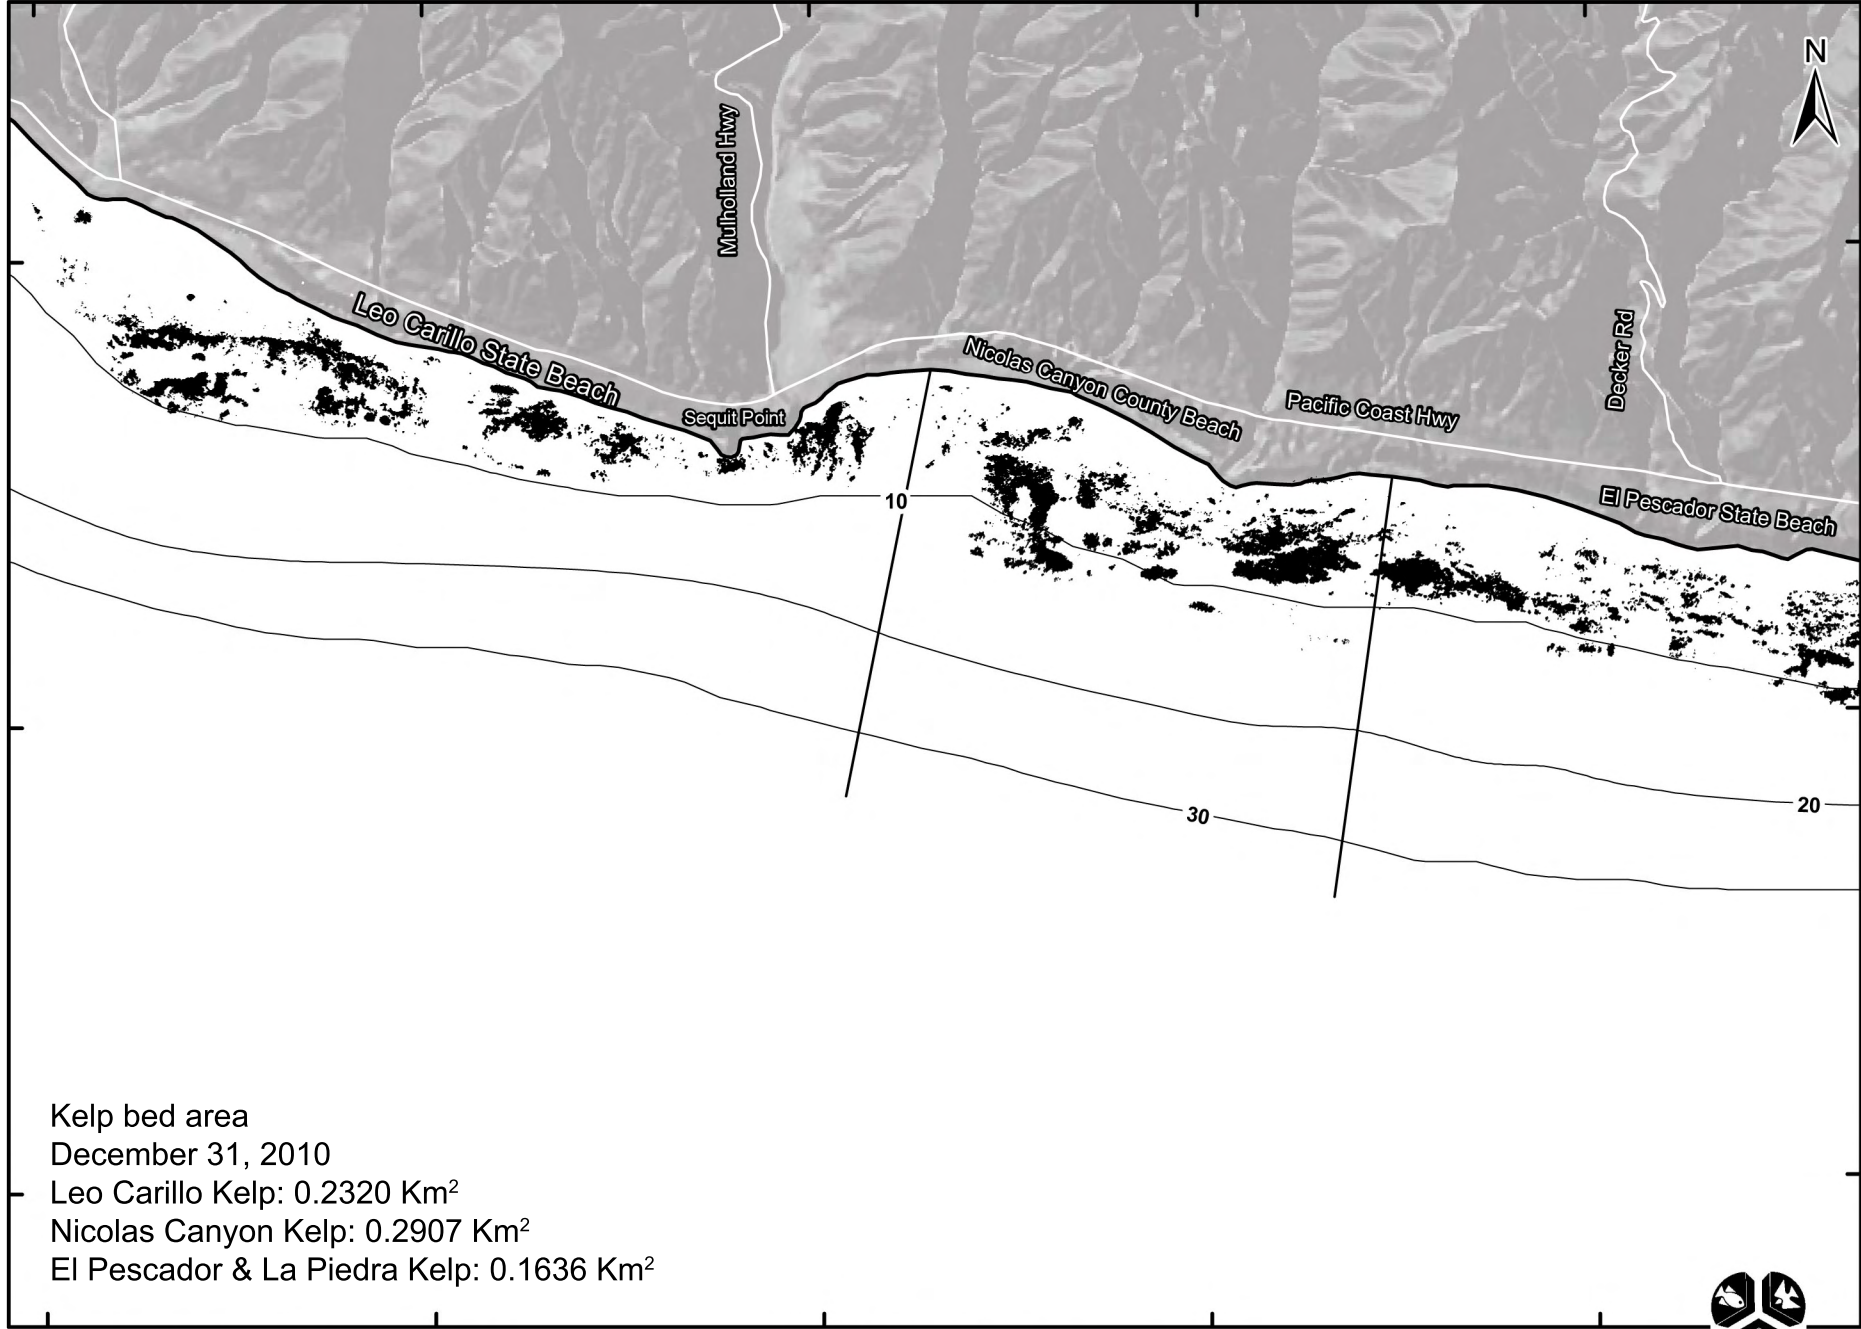 N
Mulholland Hwy
Leo Carillo State Beach
Sequit Point
Nicolas Canyon County Beach
Pacific Coast Hwy
Decker Rd
El Pescador State Beach
10
20
30
Kelp bed area
December 31, 2010
Leo Carillo Kelp: 0.2320 Km²
Nicolas Canyon Kelp: 0.2907 Km²
El Pescador & La Piedra Kelp: 0.1636 Km²